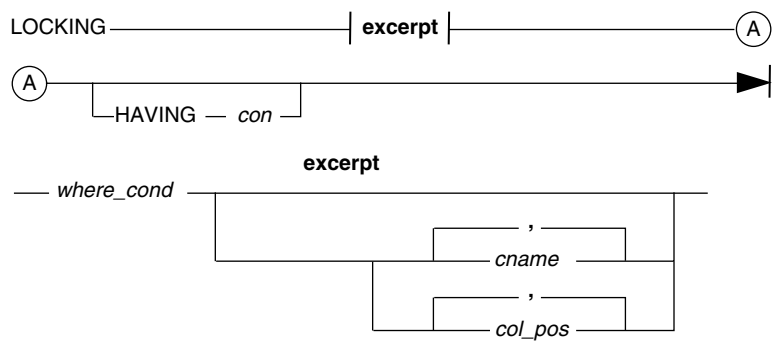 LOCKING excerpt A
A
HAVING con
excerpt
where_cond
,
cname
,
col_pos